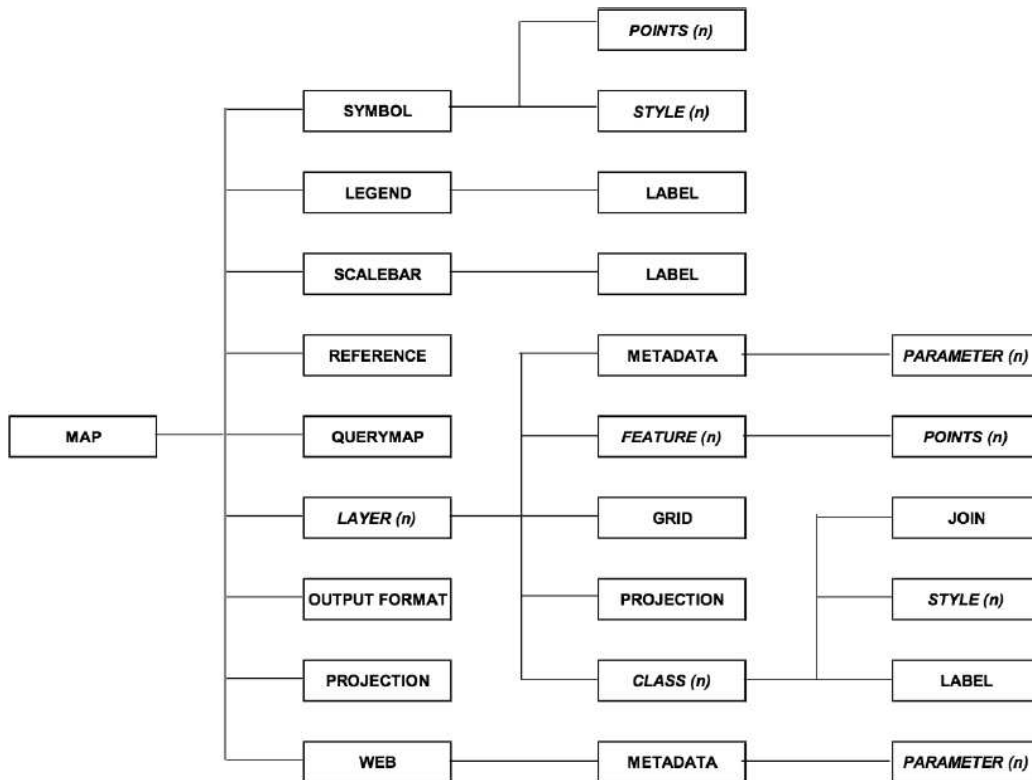 POINTS (n)
SYMBOL
STYLE (n)
LEGEND
LABEL
SCALEBAR
LABEL
REFERENCE
METADATA
PARAMETER (n)
MAP
QUERYMAP
FEATURE (n)
POINTS (n)
LAYER (n)
GRID
JOIN
OUTPUT FORMAT
PROJECTION
STYLE (n)
PROJECTION
CLASS (n)
LABEL
WEB
METADATA
PARAMETER (n)